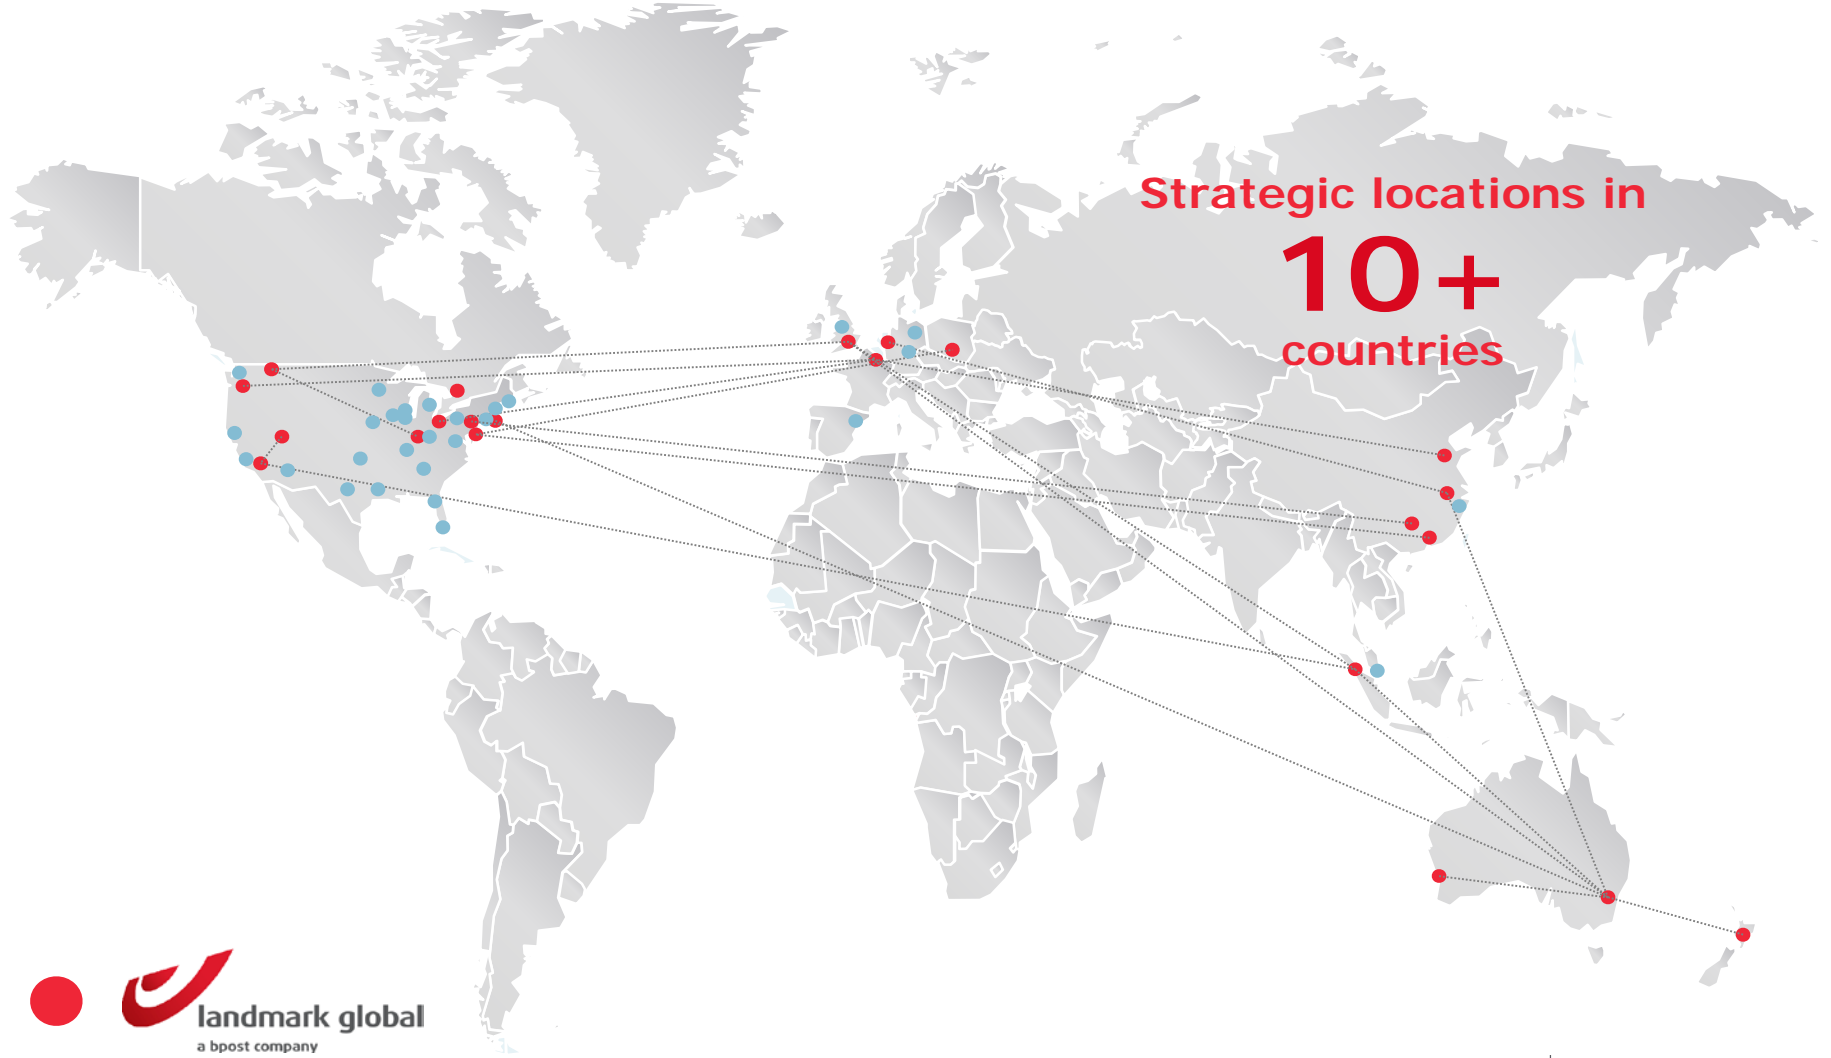 Strategic locations in
10+
countries
landmark global
a bpost company